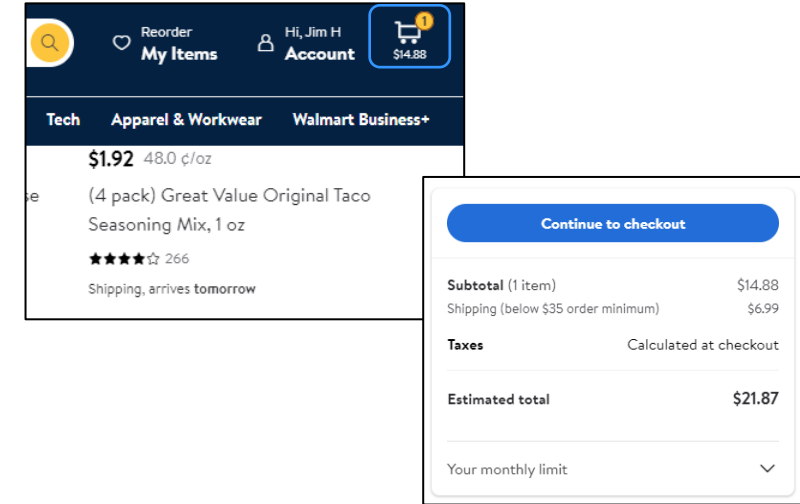 Reorder
My Items
Hi, Jim H
Account
1
$14.88
Tech Apparel & Workwear Walmart Business+
$1.92 48.0 ¢/oz
(4 pack) Great Value Original Taco
Seasoning Mix, 1 oz
266
Shipping, arrives tomorrow
Continue to checkout
Subtotal (1 item) $14.88
Shipping (below $35 order minimum) $6.99
Taxes Calculated at checkout
Estimated total $21.87
Your monthly limit